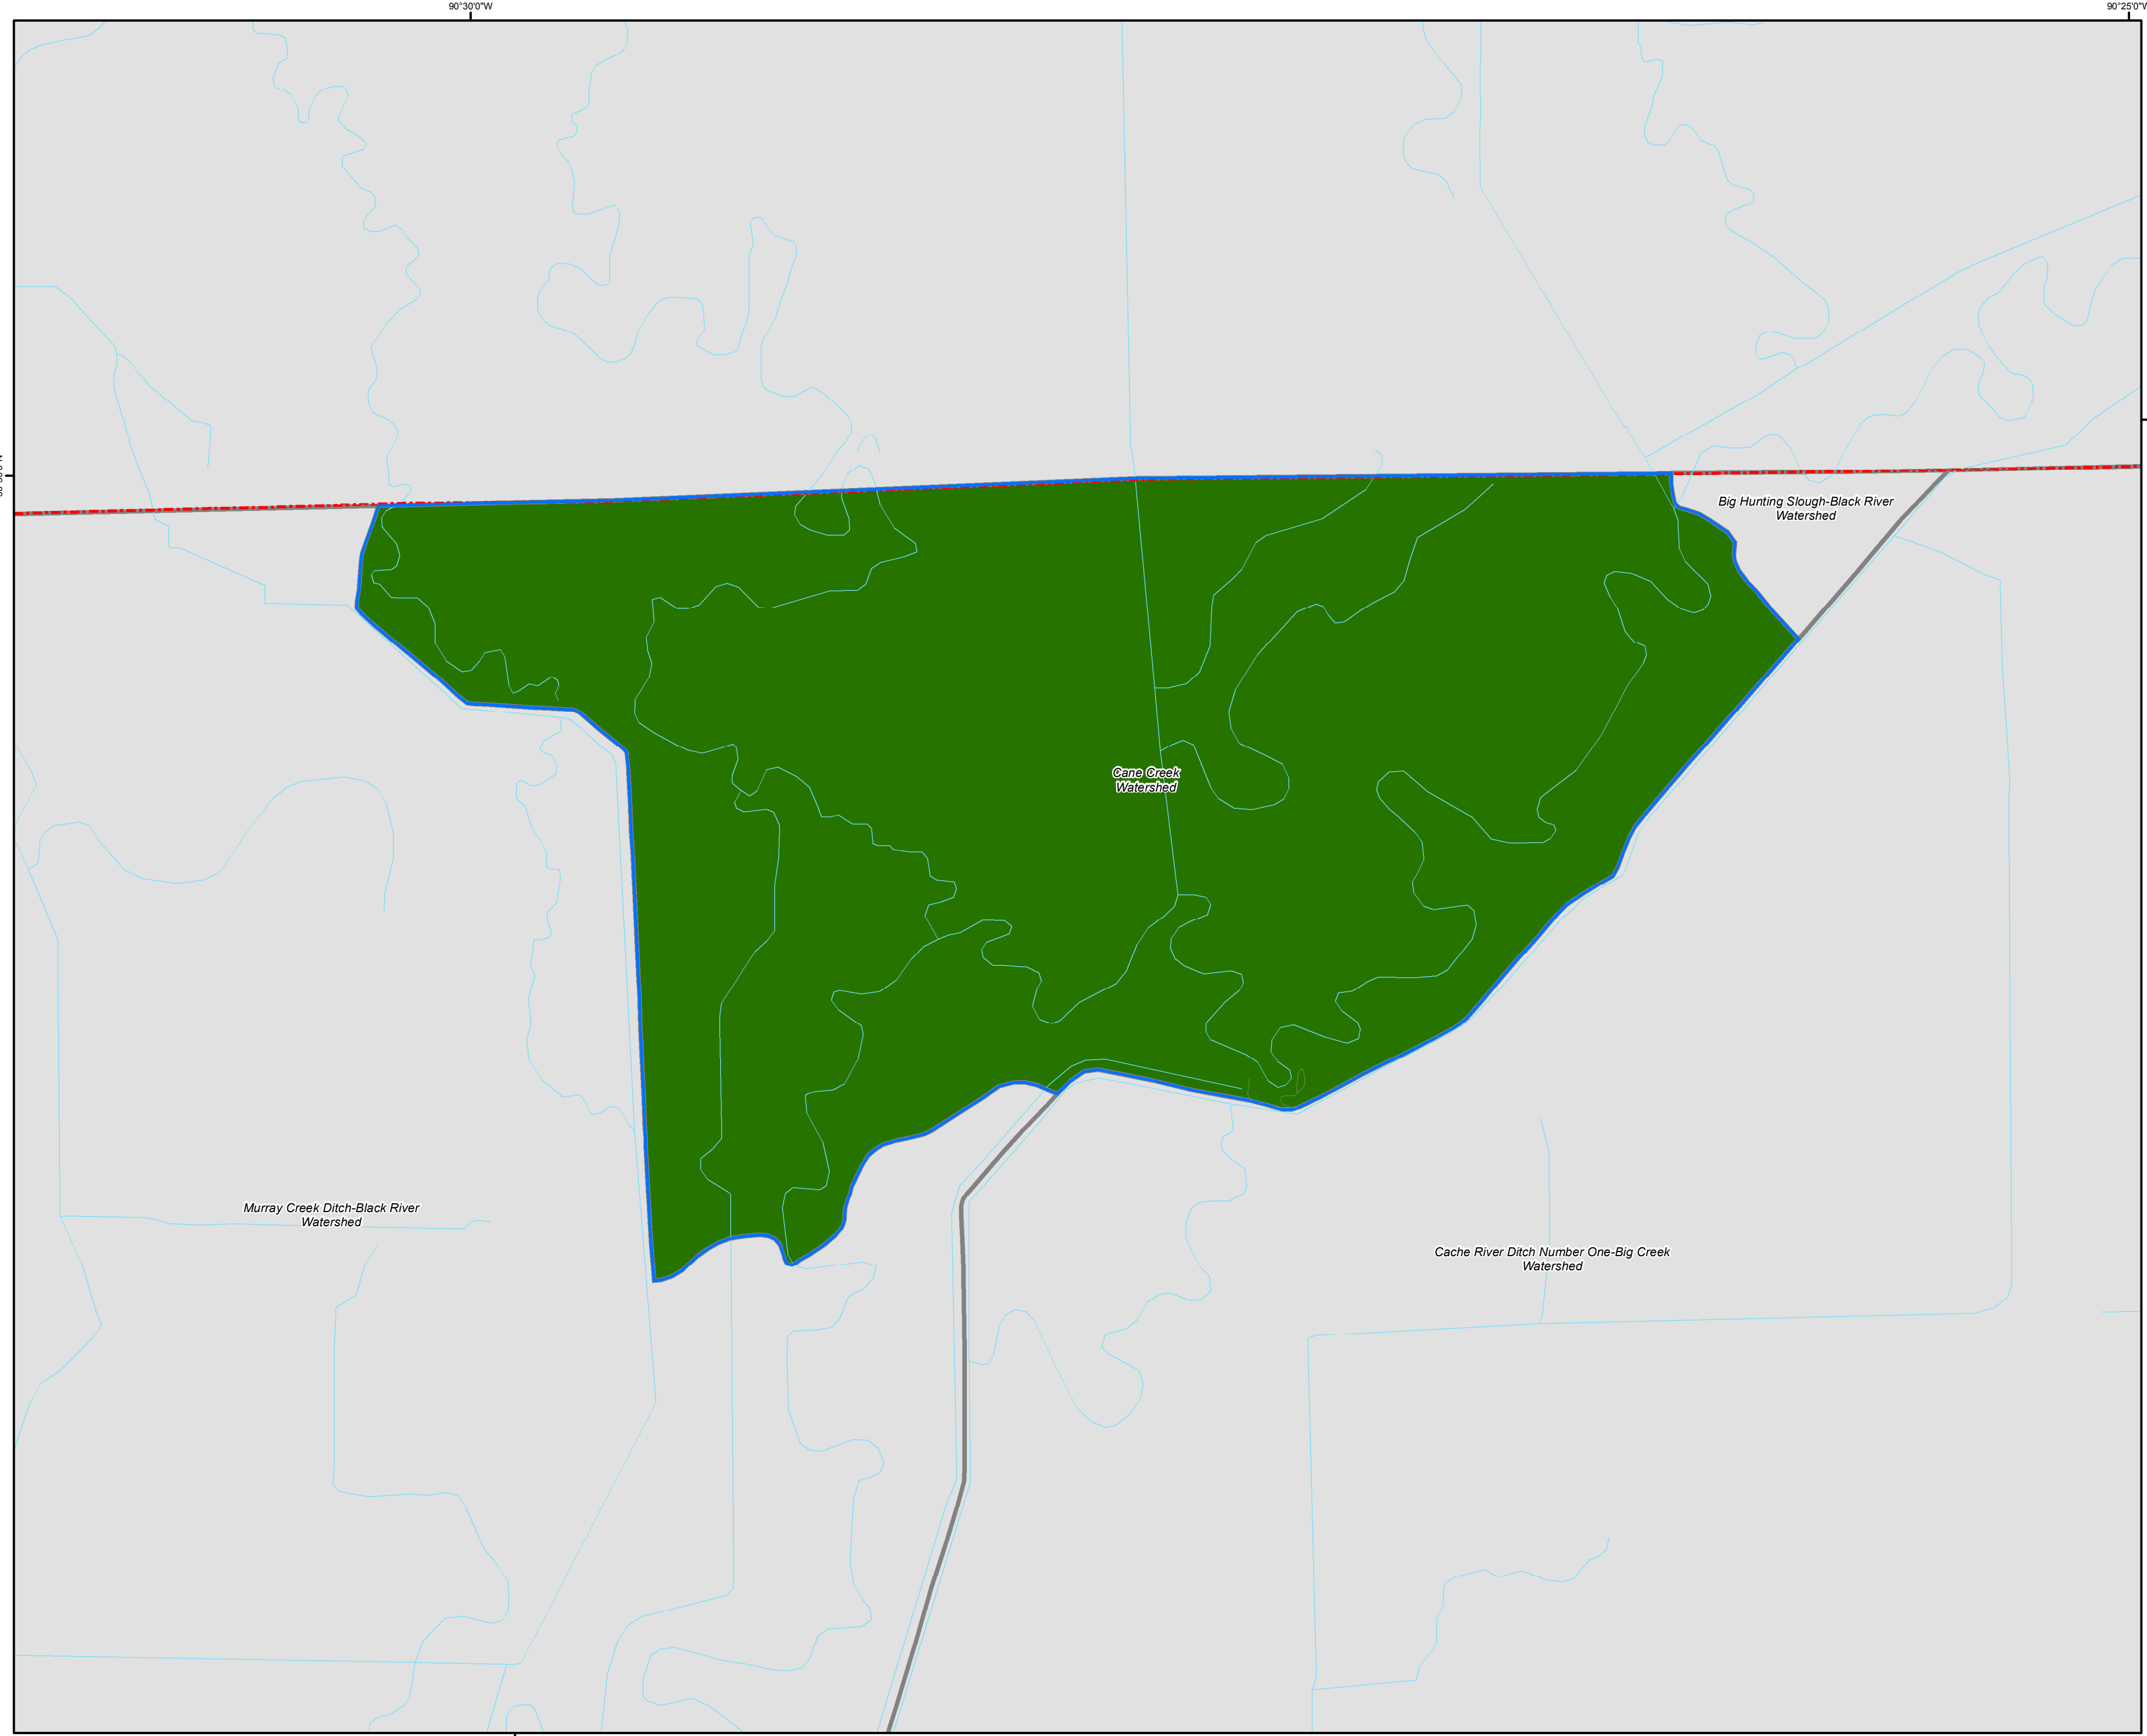 90°30'0"W
90°25'0"W
Big Hunting Slough-Black River
Watershed
Cane Creek
Watershed
Murray Creek Ditch-Black River
Watershed
Cache River Ditch Number One-Big Creek
Watershed